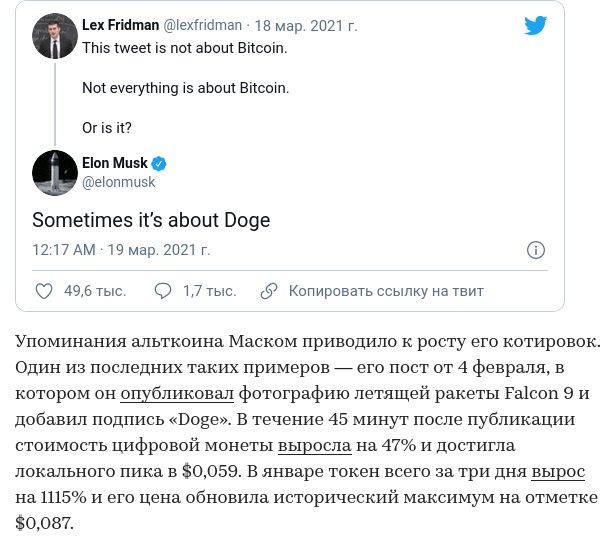 Lex Fridman @lexfridman · 18 мар. 2021 г.
This tweet is not about Bitcoin.
Not everything is about Bitcoin.
Or is it?
Elon Musk
@elonmusk
Sometimes it’s about Doge
12:17 AM · 19 мар. 2021 г.
49,6 тыс. 1,7 тыс. Копировать ссылку на твит
Упоминания альткоина Маском приводило к росту его котировок.
Один из последних таких примеров — его пост от 4 февраля, в
котором он опубликовал фотографию летящей ракеты Falcon 9 и
добавил подпись «Doge». В течение 45 минут после публикации
стоимость цифровой монеты выросла на 47% и достигла
локального пика в $0,059. В январе токен всего за три дня вырос
на 1115% и его цена обновила исторический максимум на отметке
$0,087.